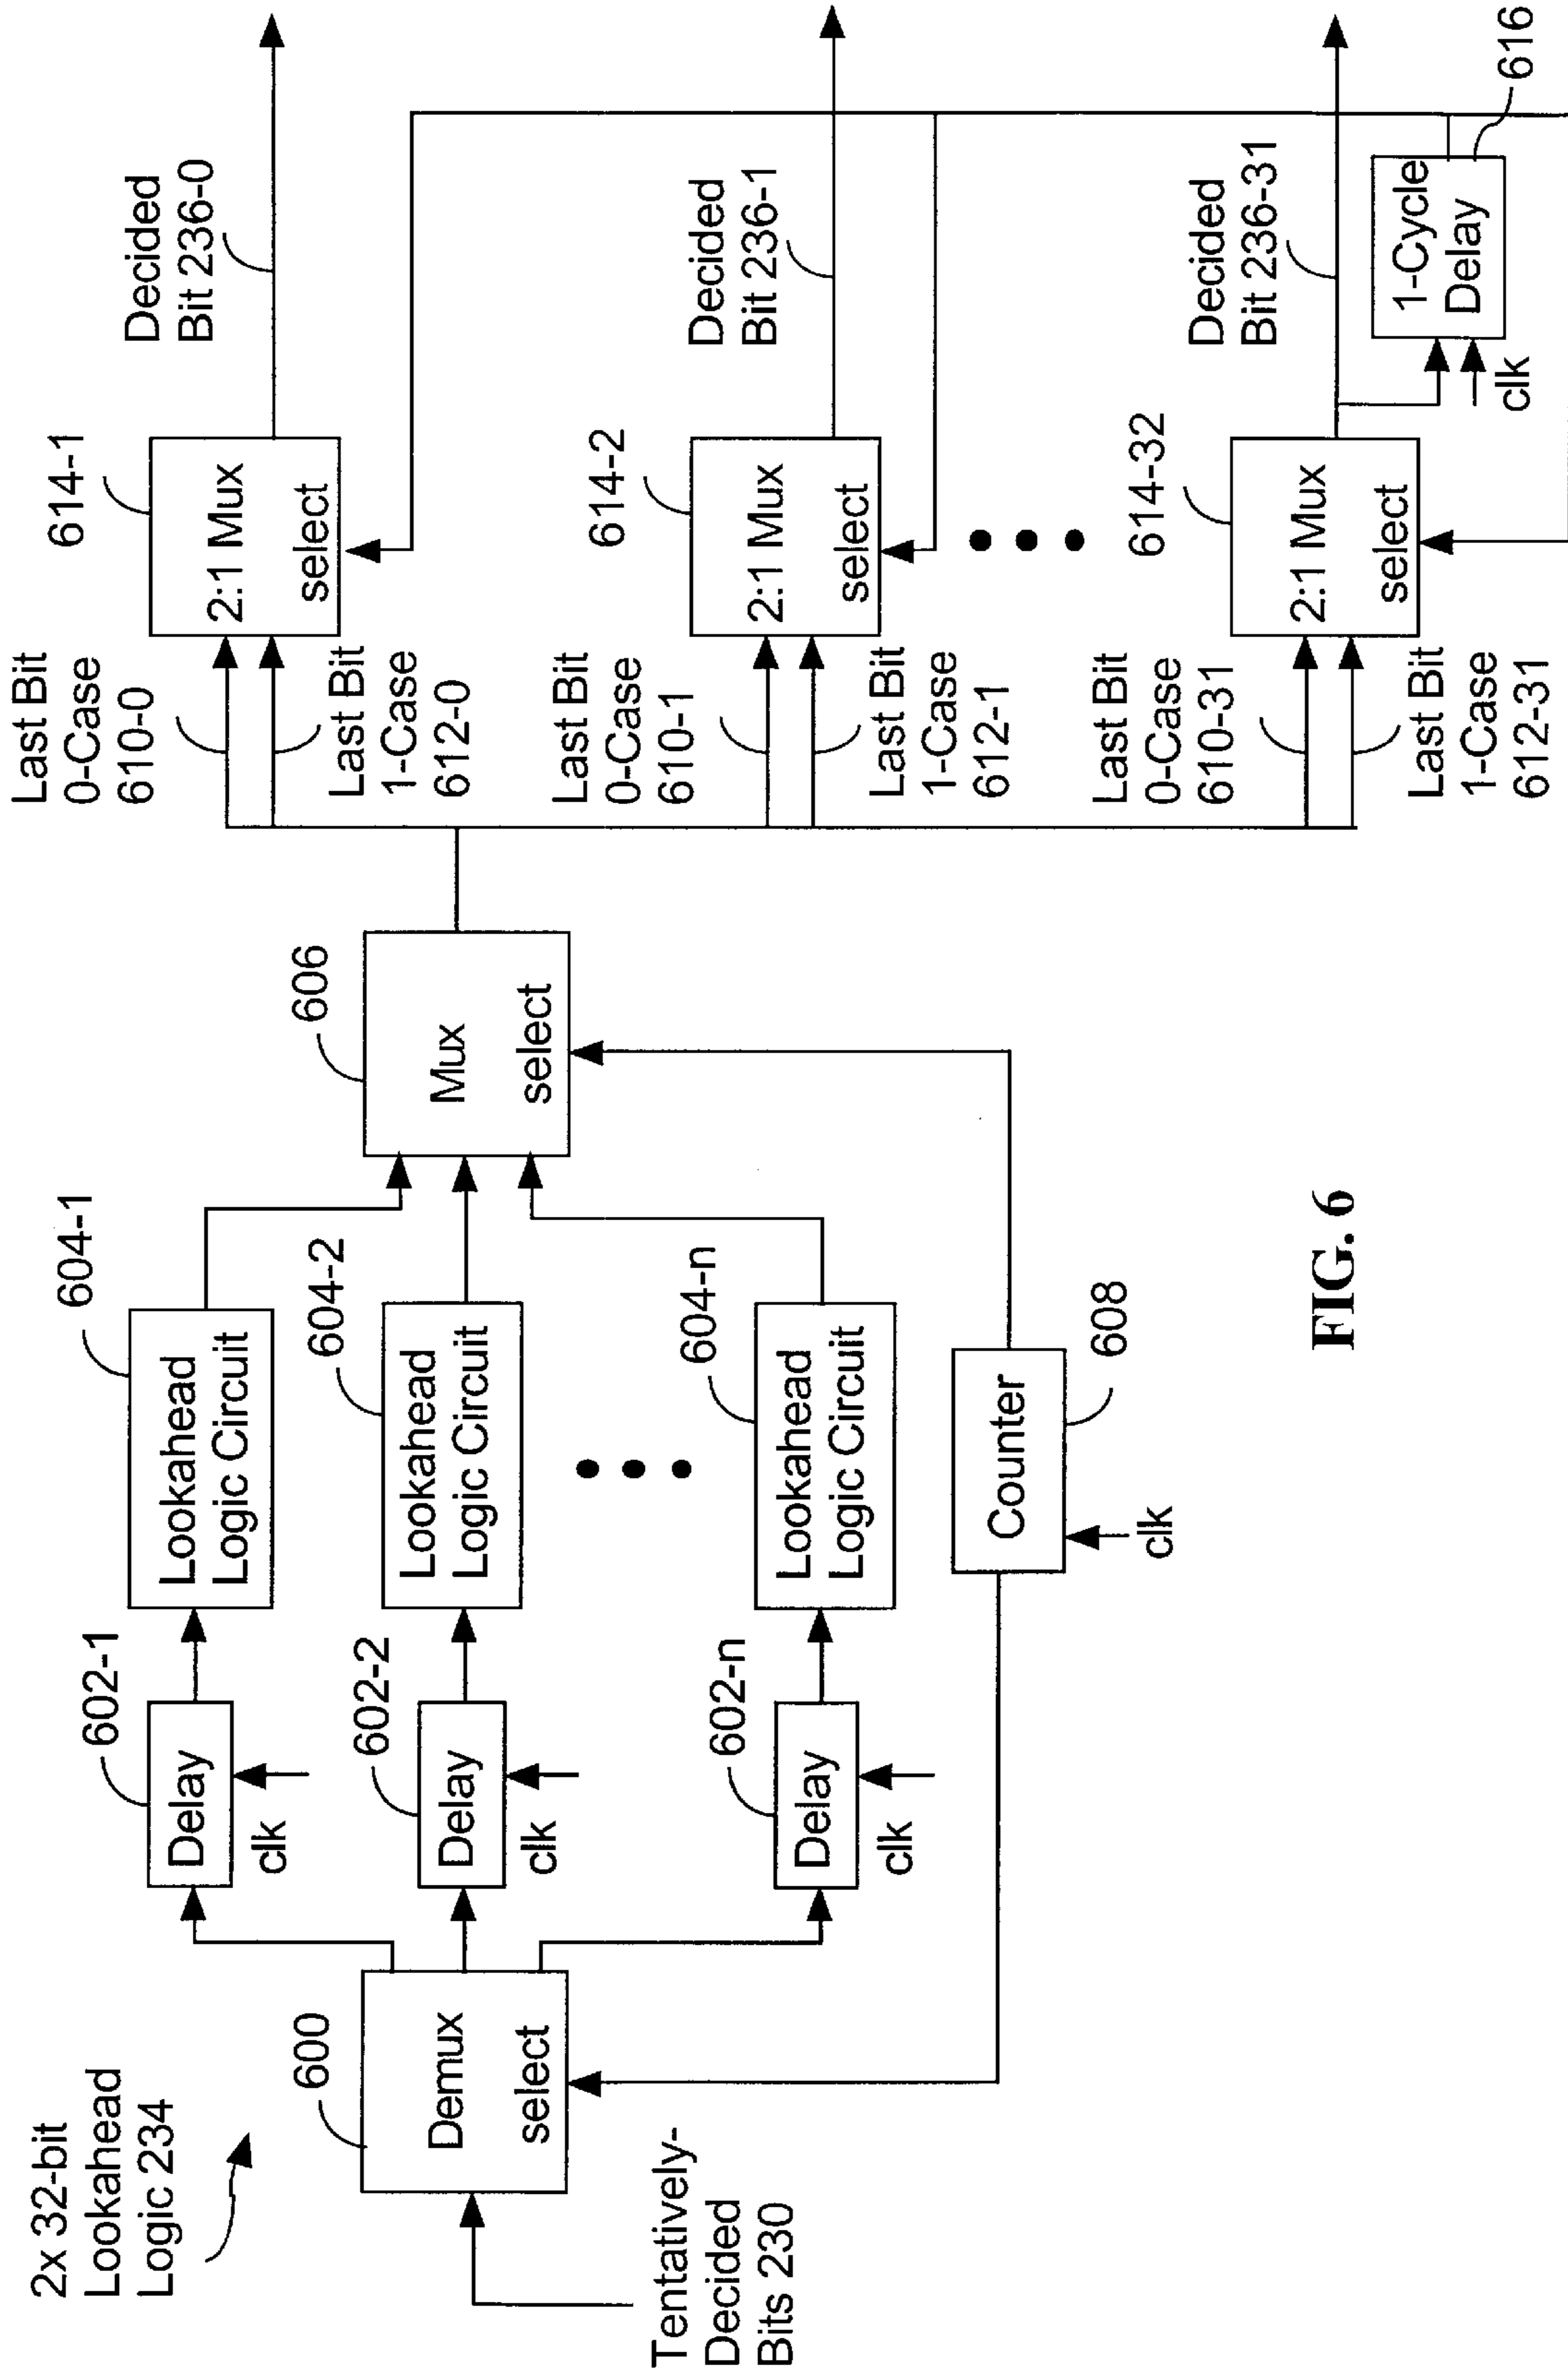 2x 32-bit
Lookahead
Logic 234
Tentatively-
Decided
Bits 230
600
Demux
select
602-1
Delay
clk
602-2
Delay
clk
602-n
Delay
clk
604-1
Lookahead
Logic Circuit
604-2
Lookahead
Logic Circuit
604-n
Lookahead
Logic Circuit
Counter
608
clk
606
Mux
select
Last Bit
0-Case
610-0
Last Bit
1-Case
612-0
614-1
2:1 Mux
select
Decided
Bit 236-0
Last Bit
0-Case
610-1
Last Bit
1-Case
612-1
614-2
2:1 Mux
select
Decided
Bit 236-1
Last Bit
0-Case
610-31
Last Bit
1-Case
612-31
614-32
2:1 Mux
select
Decided
Bit 236-31
1-Cycle
Delay
clk
616
FIG. 6